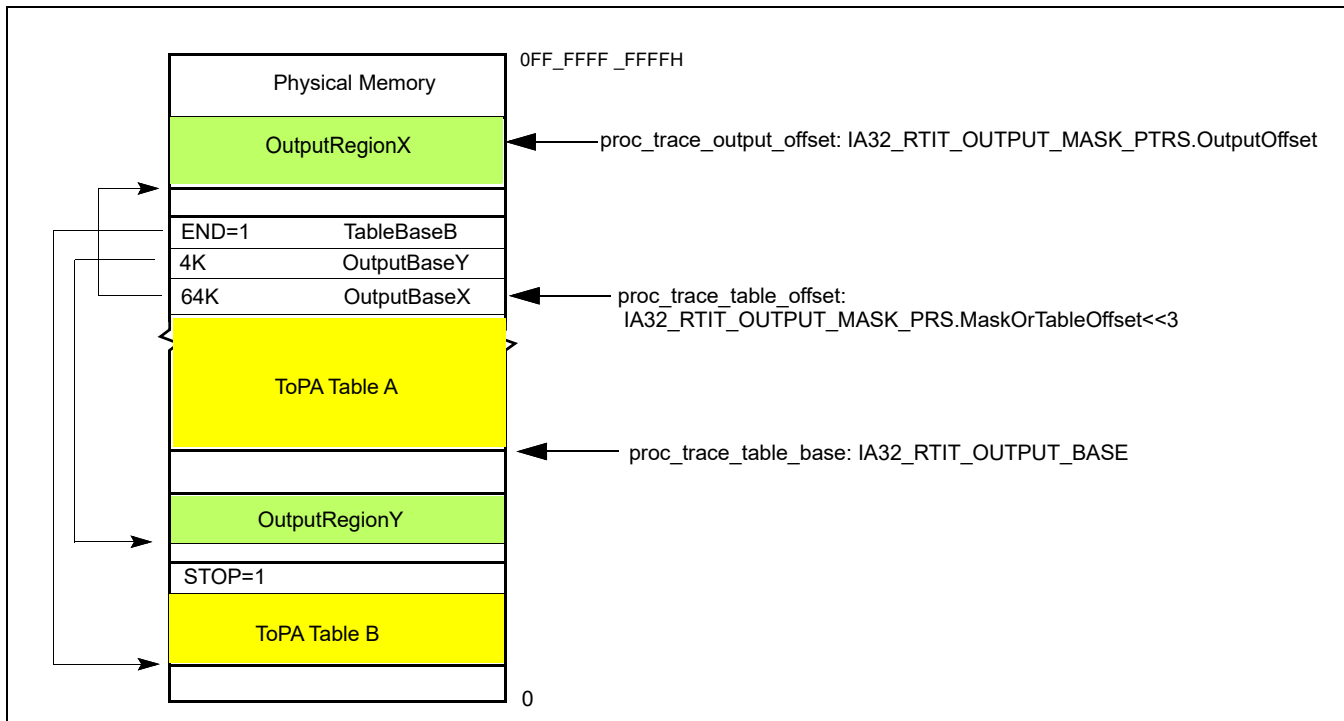 0FF_FFFF _FFFFH
Physical Memory
OutputRegionX
proc_trace_output_offset: IA32_RTIT_OUTPUT_MASK_PTRS.OutputOffset
END=1 TableBaseB
4K OutputBaseY
64K OutputBaseX
proc_trace_table_offset:
IA32_RTIT_OUTPUT_MASK_PRS.MaskOrTableOffset<<3
ToPA Table A
proc_trace_table_base: IA32_RTIT_OUTPUT_BASE
OutputRegionY
STOP=1
ToPA Table B
0